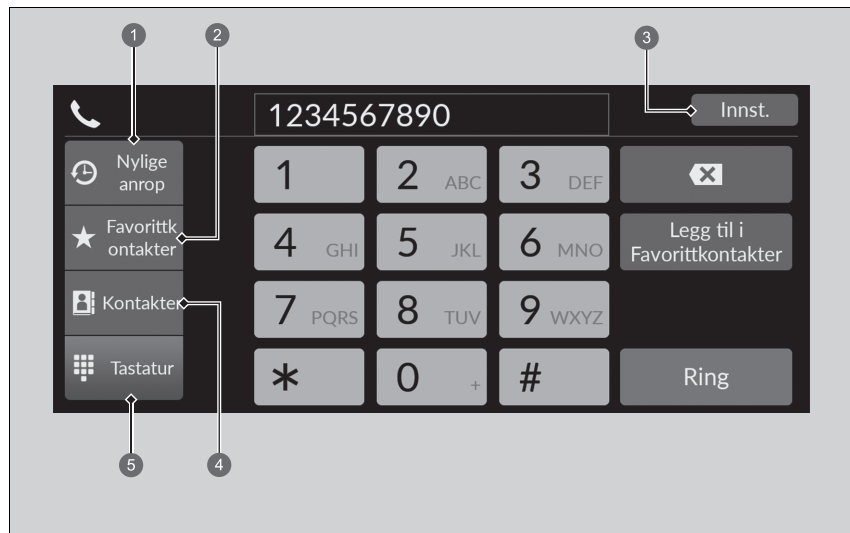 1
2
3
1234567890
Innst.
Nylige
anrop
1
2 ABC
3 DEF
Favorittk
ontakter
4 GHI
5 JKL
6 MNO
Legg til i
Favorittkontakter
Kontakter
7 PQRS
8 TUV
9 WXYZ
Tastatur
*
0 +
#
Ring
5
4